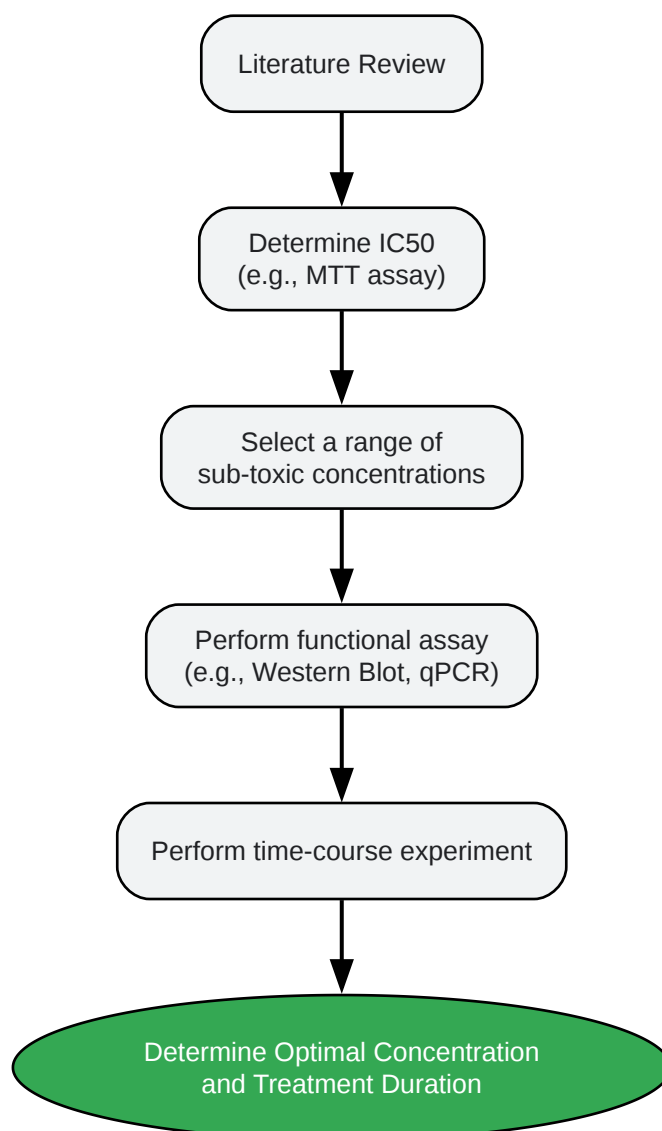 Literature Review
Determine IC50
(e.g., MTT assay)
Select a range of
sub-toxic concentrations
Perform functional assay
(e.g., Western Blot, qPCR)
Perform time-course experiment
Determine Optimal Concentration
and Treatment Duration